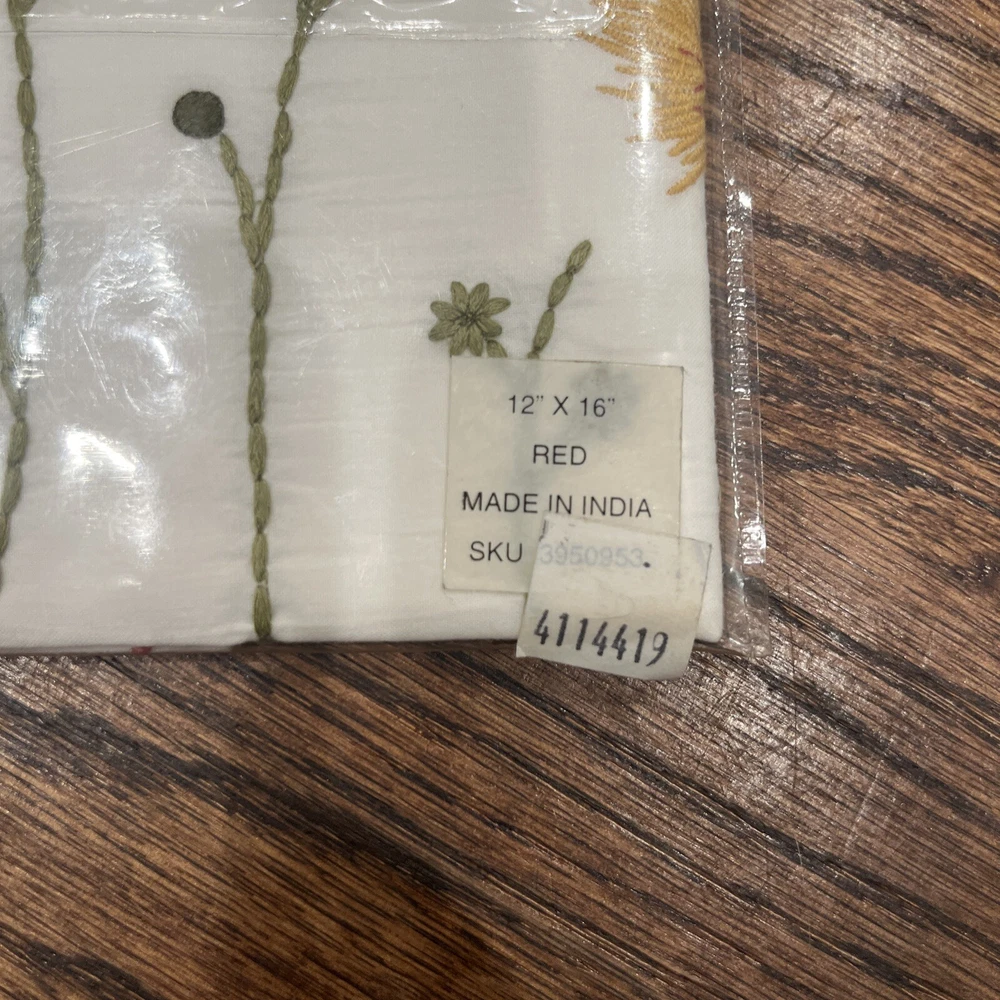 12” X 16”
RED
MADE IN INDIA
SKU 3950953.
4114419